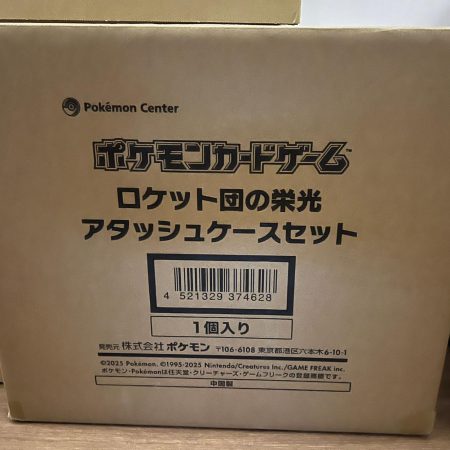 Pokémon Center
ポケモンカードゲーム™
ロケット団の栄光
アタッシュケースセット
4 521329 374628
1個入り
発売元 株式会社ポケモン 〒106-6108 東京都港区六本木6-10-1
©2025 Pokémon. ©1995-2025 Nintendo/Creatures Inc./GAME FREAK inc.
ポケモン・Pokémonは任天堂・クリーチャーズ・ゲームフリークの登録商標です。
中国製